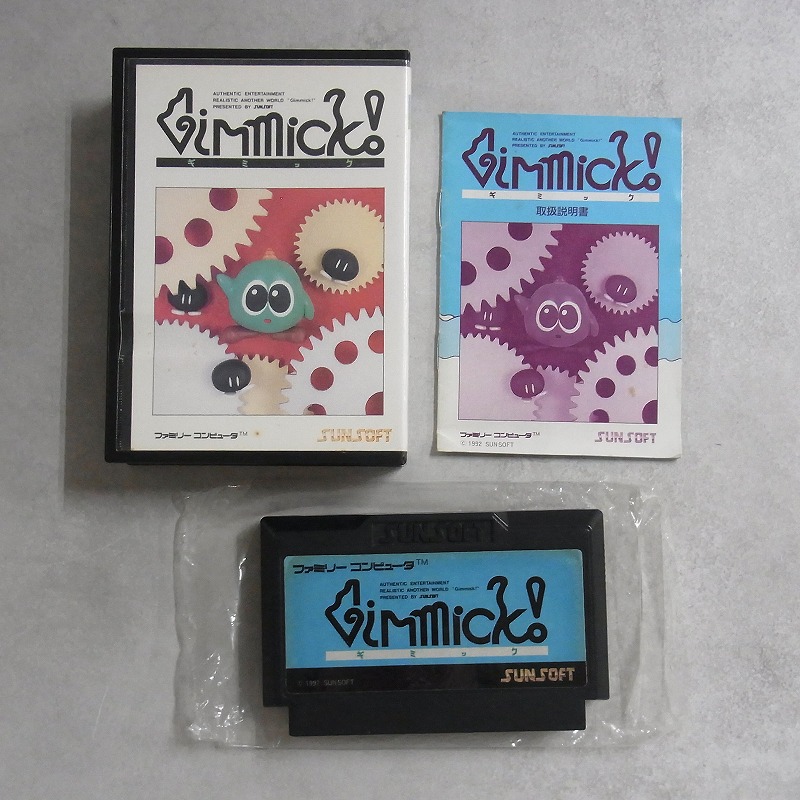 AUTHENTIC ENTERTAINMENT
REALISTIC ANOTHER WORLD "Gimmick!"
PRESENTED BY SUNSOFT
Gimmick!
ギミック
ファミリー コンピュータ™
SUNSOFT
AUTHENTIC ENTERTAINMENT
REALISTIC ANOTHER WORLD "Gimmick!"
PRESENTED BY SUNSOFT
Gimmick!
ギミック
取扱説明書
ファミリー コンピュータ™
© 1992 SUNSOFT
SUNSOFT
SUNSOFT
ファミリー コンピュータ™
AUTHENTIC ENTERTAINMENT
REALISTIC ANOTHER WORLD "Gimmick!"
PRESENTED BY SUNSOFT
Gimmick!
ギミック
© 1991 SUNSOFT
SUNSOFT